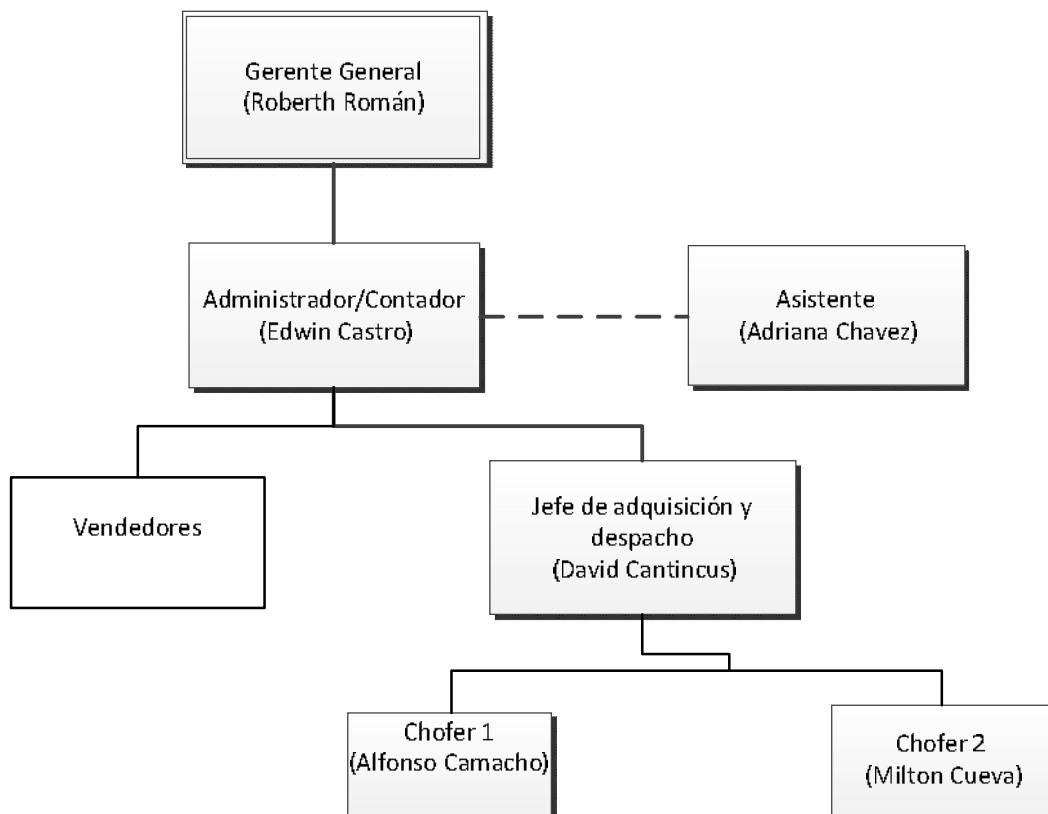 Gerente General
(Roberth Román)
Administrador/Contador
(Edwin Castro)
Asistente
(Adriana Chavez)
Vendedores
Jefe de adquisición y
despacho
(David Cantincus)
Chofer 1
(Alfonso Camacho)
Chofer 2
(Milton Cueva)